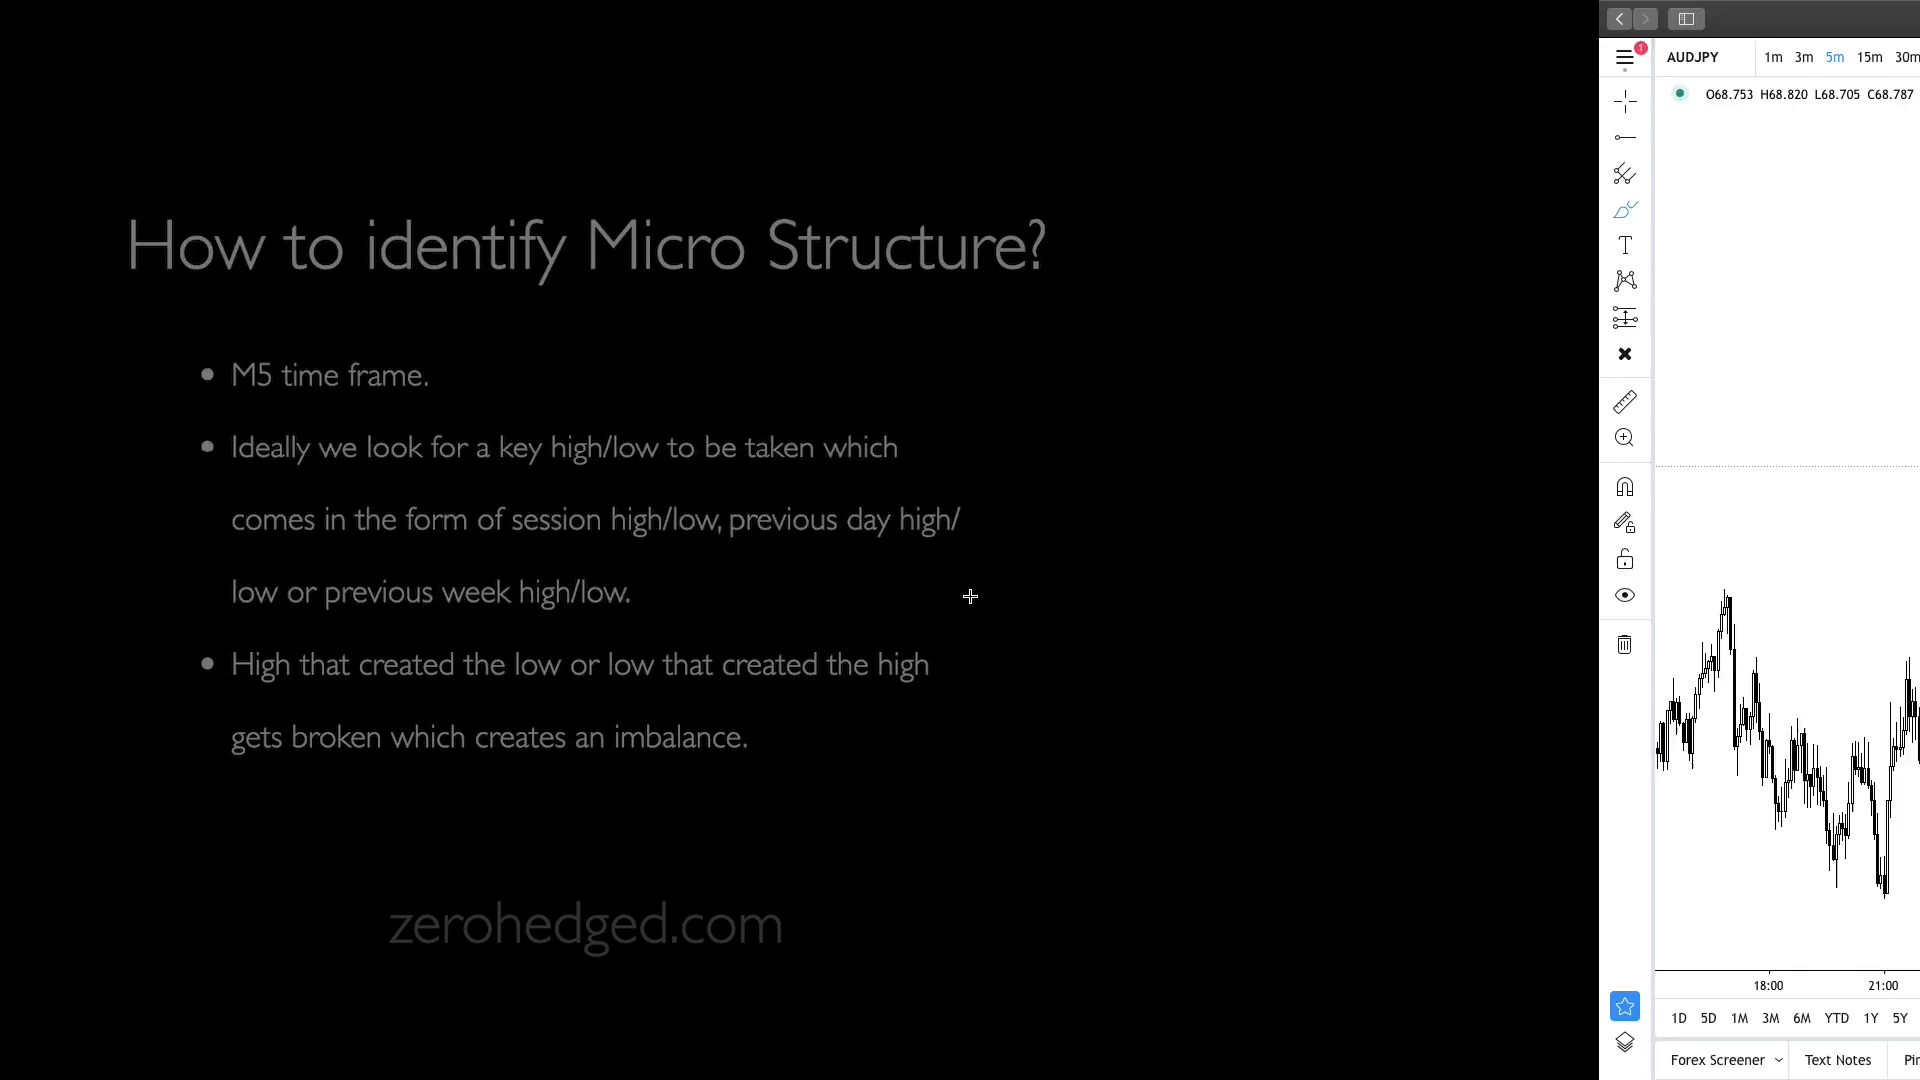 How to identify Micro Structure?
• M5 time frame.
• Ideally we look for a key high/low to be taken which
comes in the form of session high/low, previous day high/
low or previous week high/low.
• High that created the low or low that created the high
gets broken which creates an imbalance.
zerohedged.com
1
AUDJPY 1m 3m 5m 15m 30m
O68.753 H68.820 L68.705 C68.787
T
18:00 21:00
1D 5D 1M 3M 6M YTD 1Y 5Y
Forex Screener Text Notes